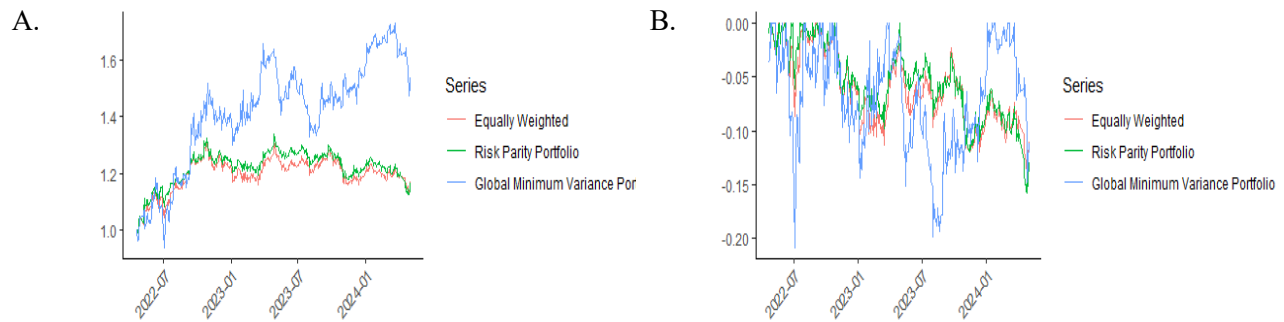 A.
1.6
1.4
1.2
1.0
2022-07
2023-01
2023-07
2024-01
Series
Equally Weighted
Risk Parity Portfolio
Global Minimum Variance Por
B.
0.00
-0.05
-0.10
-0.15
-0.20
2022-07
2023-01
2023-07
2024-01
Series
Equally Weighted
Risk Parity Portfolio
Global Minimum Variance Portfolio